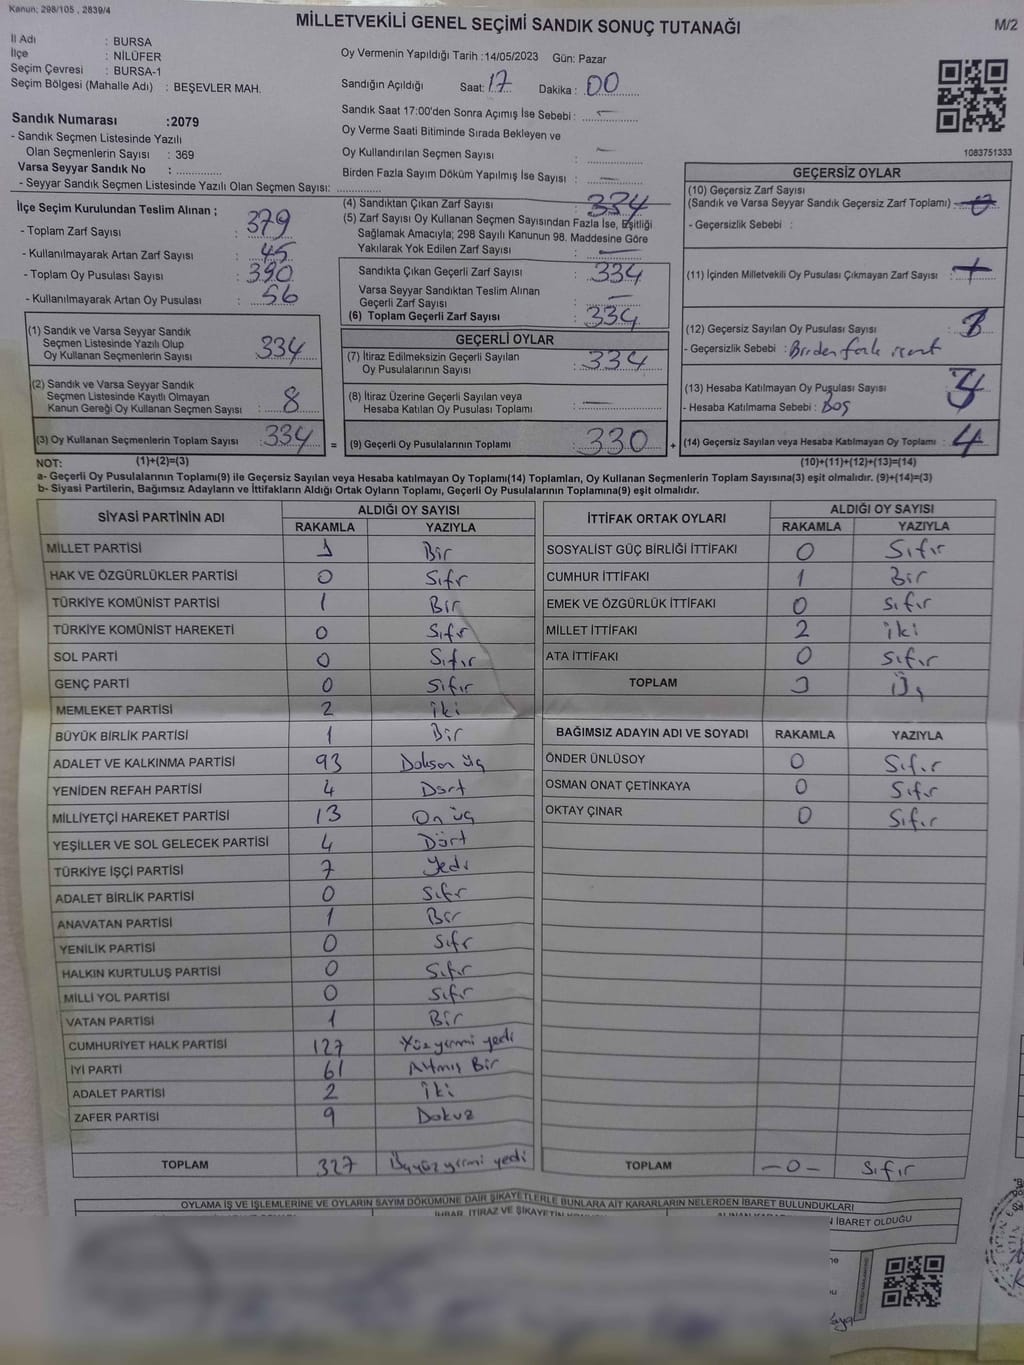 Kanun: 298/105 , 2839/4
MİLLETVEKİLİ GENEL SEÇİMİ SANDIK SONUÇ TUTANAĞI
M/2
İl Adı : BURSA
İlçe : NİLÜFER
Seçim Çevresi : BURSA-1
Seçim Bölgesi (Mahalle Adı) : BEŞEVLER MAH.
Oy Vermenin Yapıldığı Tarih :14/05/2023 Gün: Pazar
Sandığın Açıldığı Saat: 17 Dakika : 00
Sandık Saat 17:00'den Sonra Açımış İse Sebebi : —
Oy Verme Saati Bitiminde Sırada Bekleyen ve
Oy Kullandırılan Seçmen Sayısı : —
Birden Fazla Sayım Döküm Yapılmış İse Sayısı : —
1083751333
Sandık Numarası :2079
- Sandık Seçmen Listesinde Yazılı
Olan Seçmenlerin Sayısı : 369
Varsa Seyyar Sandık No :
- Seyyar Sandık Seçmen Listesinde Yazılı Olan Seçmen Sayısı:
İlçe Seçim Kurulundan Teslim Alınan ;
- Toplam Zarf Sayısı : 379
- Kullanılmayarak Artan Zarf Sayısı : 45
- Toplam Oy Pusulası Sayısı : 390
- Kullanılmayarak Artan Oy Pusulası : 56
(1) Sandık ve Varsa Seyyar Sandık
Seçmen Listesinde Yazılı Olup
Oy Kullanan Seçmenlerin Sayısı : 334
(2) Sandık ve Varsa Seyyar Sandık
Seçmen Listesinde Kayıtlı Olmayan
Kanun Gereği Oy Kullanan Seçmen Sayısı : 8
(3) Oy Kullanan Seçmenlerin Toplam Sayısı : 334
(4) Sandıktan Çıkan Zarf Sayısı : 334
(5) Zarf Sayısı Oy Kullanan Seçmen Sayısından Fazla İse, Eşitliği
Sağlamak Amacıyla; 298 Sayılı Kanunun 98. Maddesine Göre
Yakılarak Yok Edilen Zarf Sayısı : —
Sandıkta Çıkan Geçerli Zarf Sayısı : 334
Varsa Seyyar Sandıktan Teslim Alınan
Geçerli Zarf Sayısı : —
(6) Toplam Geçerli Zarf Sayısı : 334
GEÇERLİ OYLAR
(7) İtiraz Edilmeksizin Geçerli Sayılan
Oy Pusulalarının Sayısı : 334
(8) İtiraz Üzerine Geçerli Sayılan veya
Hesaba Katılan Oy Pusulası Toplamı : —
= (9) Geçerli Oy Pusulalarının Toplamı : 330
GEÇERSİZ OYLAR
(10) Geçersiz Zarf Sayısı
(Sandık ve Varsa Seyyar Sandık Geçersiz Zarf Toplamı)
- Geçersizlik Sebebi :
(11) İçinden Milletvekili Oy Pusulası Çıkmayan Zarf Sayısı :
(12) Geçersiz Sayılan Oy Pusulası Sayısı :
- Geçersizlik Sebebi : Birden fazla
(13) Hesaba Katılmayan Oy Pusulası Sayısı :
- Hesaba Katılmama Sebebi : Boş
+ (14) Geçersiz Sayılan veya Hesaba Katılmayan Oy Toplamı : 4
NOT: (1)+(2)=(3) (10)+(11)+(12)+(13)=(14)
a- Geçerli Oy Pusulalarının Toplamı(9) ile Geçersiz Sayılan veya Hesaba katılmayan Oy Toplamı(14) Toplamları, Oy Kullanan Seçmenlerin Toplam Sayısına(3) eşit olmalıdır. (9)+(14)=(3)
b- Siyasi Partilerin, Bağımsız Adayların ve İttifakların Aldığı Ortak Oyların Toplamı, Geçerli Oy Pusulalarının Toplamına(9) eşit olmalıdır.
SİYASİ PARTİNİN ADI ALDIĞI OY SAYISI
RAKAMLA YAZIYLA
MİLLET PARTİSİ 1 Bir
HAK VE ÖZGÜRLÜKLER PARTİSİ 0 Sıfır
TÜRKİYE KOMÜNİST PARTİSİ 1 Bir
TÜRKİYE KOMÜNİST HAREKETİ 0 Sıfır
SOL PARTİ 0 Sıfır
GENÇ PARTİ 0 Sıfır
MEMLEKET PARTİSİ 2 iki
BÜYÜK BİRLİK PARTİSİ 1 Bir
ADALET VE KALKINMA PARTİSİ 93 Doksan üç
YENİDEN REFAH PARTİSİ 4 Dört
MİLLİYETÇİ HAREKET PARTİSİ 13 On üç
YEŞİLLER VE SOL GELECEK PARTİSİ 4 Dört
TÜRKİYE İŞÇİ PARTİSİ 7 Yedi
ADALET BİRLİK PARTİSİ 0 Sıfır
ANAVATAN PARTİSİ 1 Bir
YENİLİK PARTİSİ 0 Sıfır
HALKIN KURTULUŞ PARTİSİ 0 Sıfır
MİLLİ YOL PARTİSİ 0 Sıfır
VATAN PARTİSİ 1 Bir
CUMHURİYET HALK PARTİSİ 127 Yüz yirmi yedi
İYİ PARTİ 61 Altmış Bir
ADALET PARTİSİ 2 İki
ZAFER PARTİSİ 9 Dokuz
TOPLAM 327 Üçyüz yirmi yedi
İTTİFAK ORTAK OYLARI ALDIĞI OY SAYISI
RAKAMLA YAZIYLA
SOSYALİST GÜÇ BİRLİĞİ İTTİFAKI 0 Sıfır
CUMHUR İTTİFAKI 1 Bir
EMEK VE ÖZGÜRLÜK İTTİFAKI 0 Sıfır
MİLLET İTTİFAKI 2 iki
ATA İTTİFAKI 0 Sıfır
TOPLAM 3 Üç
BAĞIMSIZ ADAYIN ADI VE SOYADI RAKAMLA YAZIYLA
ÖNDER ÜNLÜSOY 0 Sıfır
OSMAN ONAT ÇETİNKAYA 0 Sıfır
OKTAY ÇINAR 0 Sıfır
TOPLAM —0— Sıfır
OYLAMA İŞ VE İŞLEMLERİNE VE OYLARIN SAYIM DÖKÜMÜNE DAİR ŞİKAYETLERLE BUNLARA AİT KARARLARIN NELERDEN İBARET BULUNDUKLARI
İHBAR, İTİRAZ VE ŞİKAYETİN
İBARET OLDUĞU